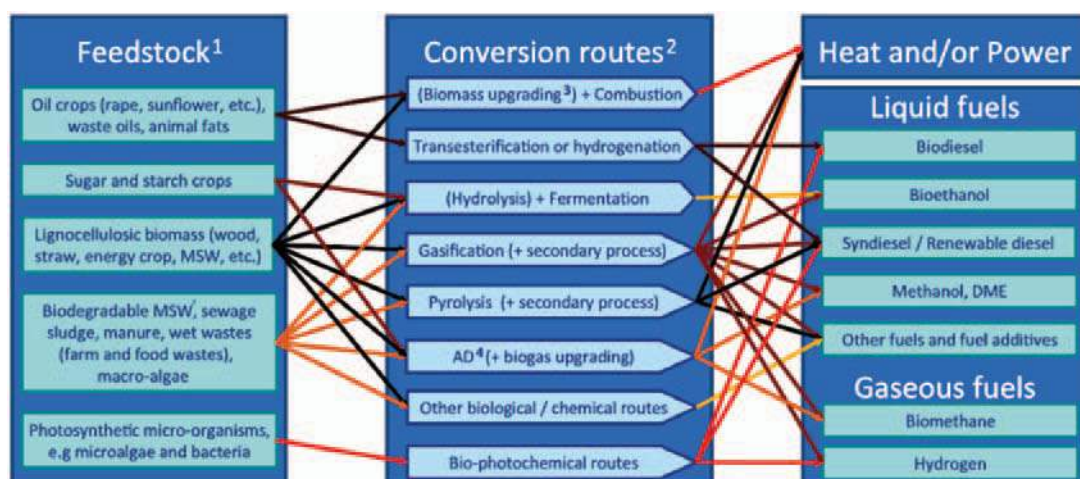 Feedstock¹
Oil crops (rape, sunflower, etc.),
waste oils, animal fats
Sugar and starch crops
Lignocellulosic biomass (wood,
straw, energy crop, MSW, etc.)
Biodegradable MSW, sewage
sludge, manure, wet wastes
(farm and food wastes),
macro-algae
Photosynthetic micro-organisms,
e.g microalgae and bacteria
Conversion routes²
(Biomass upgrading³) + Combustion
Transesterification or hydrogenation
(Hydrolysis) + Fermentation
Gasification (+ secondary process)
Pyrolysis (+ secondary process)
AD⁴ (+ biogas upgrading)
Other biological / chemical routes
Bio-photochemical routes
Heat and/or Power
Liquid fuels
Biodiesel
Bioethanol
Syndiesel / Renewable diesel
Methanol, DME
Other fuels and fuel additives
Gaseous fuels
Biomethane
Hydrogen